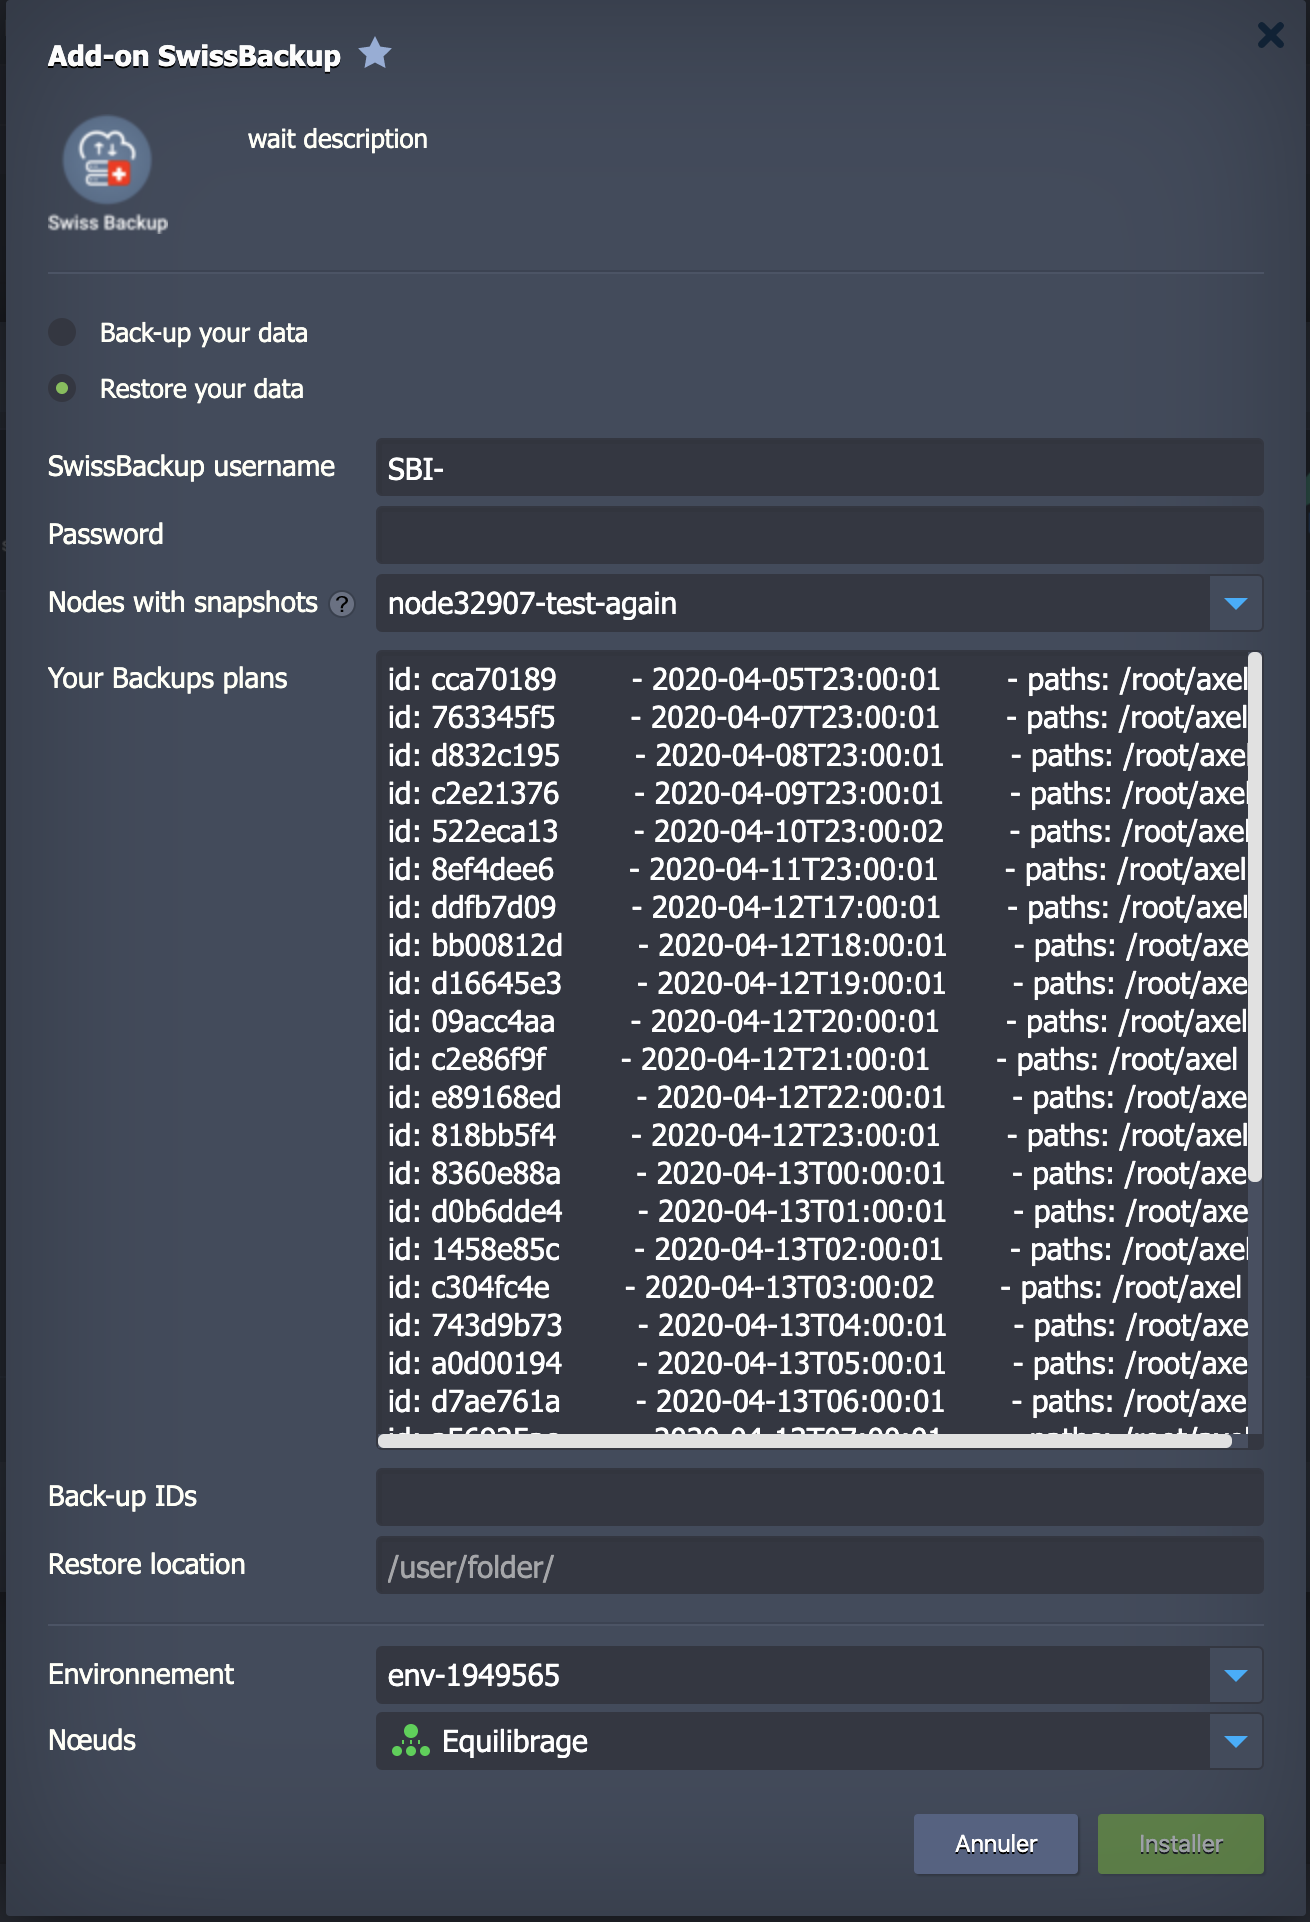 Add-on SwissBackup
wait description
Swiss Backup
Back-up your data
Restore your data
SwissBackup username SBI-
Password
Nodes with snapshots ? node32907-test-again
Your Backups plans
id: cca70189 - 2020-04-05T23:00:01 - paths: /root/axel
id: 763345f5 - 2020-04-07T23:00:01 - paths: /root/axel
id: d832c195 - 2020-04-08T23:00:01 - paths: /root/axel
id: c2e21376 - 2020-04-09T23:00:01 - paths: /root/axel
id: 522eca13 - 2020-04-10T23:00:02 - paths: /root/axel
id: 8ef4dee6 - 2020-04-11T23:00:01 - paths: /root/axel
id: ddfb7d09 - 2020-04-12T17:00:01 - paths: /root/axel
id: bb00812d - 2020-04-12T18:00:01 - paths: /root/axe
id: d16645e3 - 2020-04-12T19:00:01 - paths: /root/axe
id: 09acc4aa - 2020-04-12T20:00:01 - paths: /root/axel
id: c2e86f9f - 2020-04-12T21:00:01 - paths: /root/axel
id: e89168ed - 2020-04-12T22:00:01 - paths: /root/axe
id: 818bb5f4 - 2020-04-12T23:00:01 - paths: /root/axel
id: 8360e88a - 2020-04-13T00:00:01 - paths: /root/axe
id: d0b6dde4 - 2020-04-13T01:00:01 - paths: /root/axe
id: 1458e85c - 2020-04-13T02:00:01 - paths: /root/axel
id: c304fc4e - 2020-04-13T03:00:02 - paths: /root/axel
id: 743d9b73 - 2020-04-13T04:00:01 - paths: /root/axe
id: a0d00194 - 2020-04-13T05:00:01 - paths: /root/axe
id: d7ae761a - 2020-04-13T06:00:01 - paths: /root/axe
Back-up IDs
Restore location /user/folder/
Environnement env-1949565
Nœuds Equilibrage
Annuler Installer